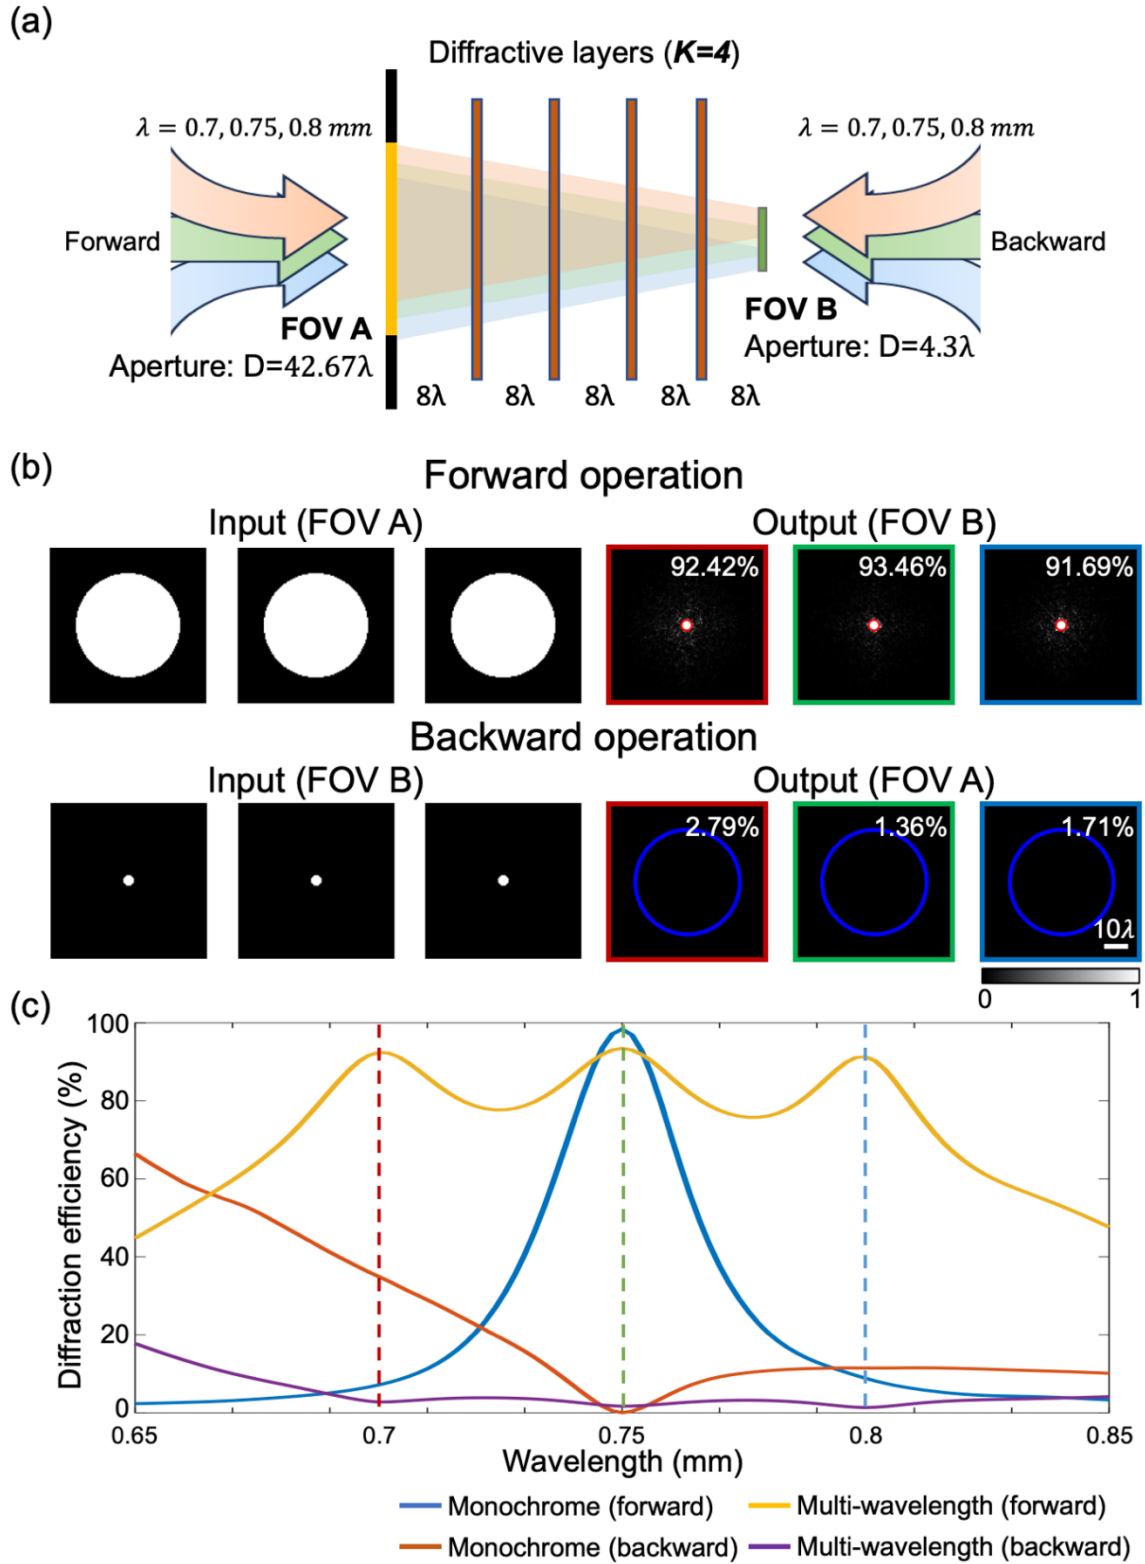 (a)
Diffractive layers (K=4)
λ = 0.7, 0.75, 0.8 mm
λ = 0.7, 0.75, 0.8 mm
Forward
Backward
FOV A
Aperture: D=42.67λ
FOV B
Aperture: D=4.3λ
8λ 8λ 8λ 8λ 8λ
(b)
Forward operation
Input (FOV A)
Output (FOV B)
92.42% 93.46% 91.69%
Backward operation
Input (FOV B)
Output (FOV A)
2.79% 1.36% 1.71%
10λ
0 1
(c)
Diffraction efficiency (%)
100
80
60
40
20
0
0.65 0.7 0.75 0.8 0.85
Wavelength (mm)
Monochrome (forward)
Multi-wavelength (forward)
Monochrome (backward)
Multi-wavelength (backward)